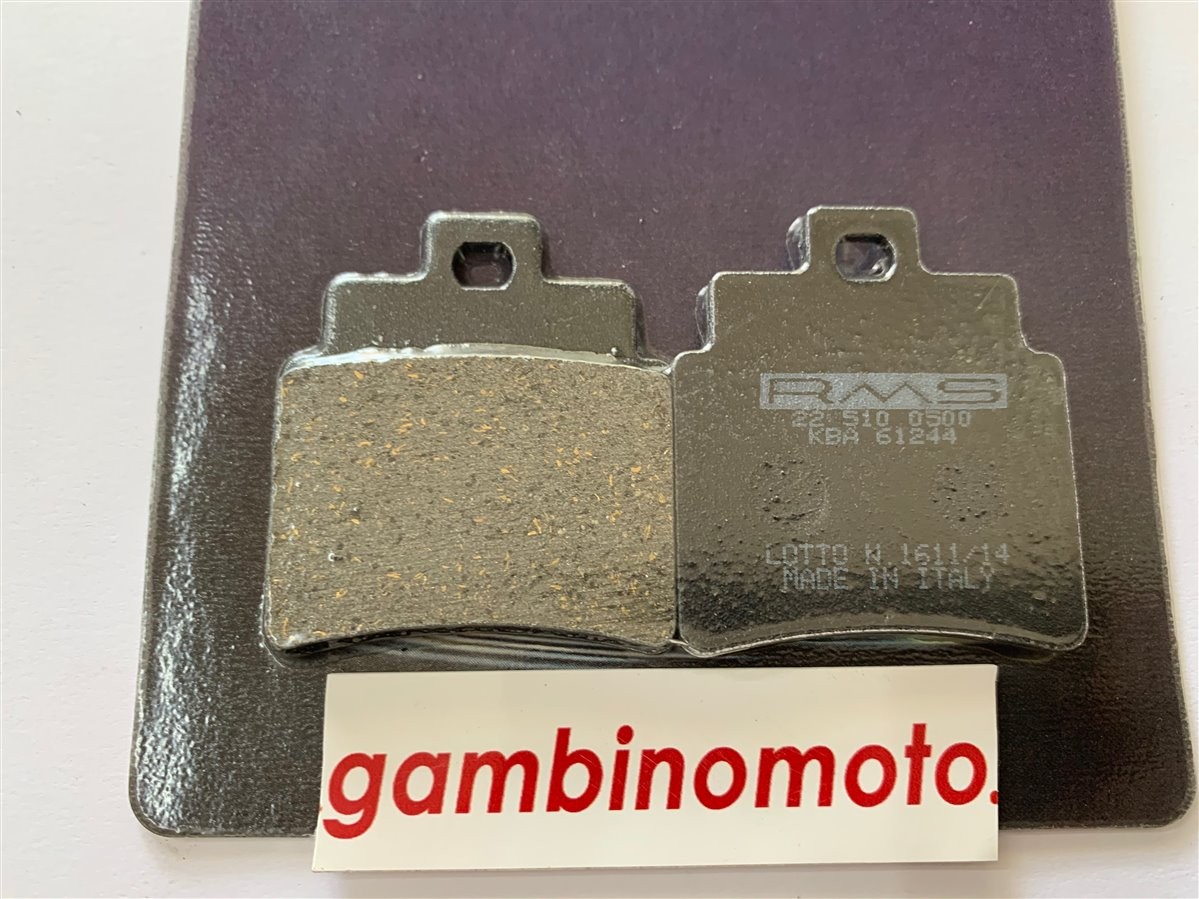 RMS
22 510 0500
KBA 61244
LOTTO N 1611/14
MADE IN ITALY
.gambinomoto.